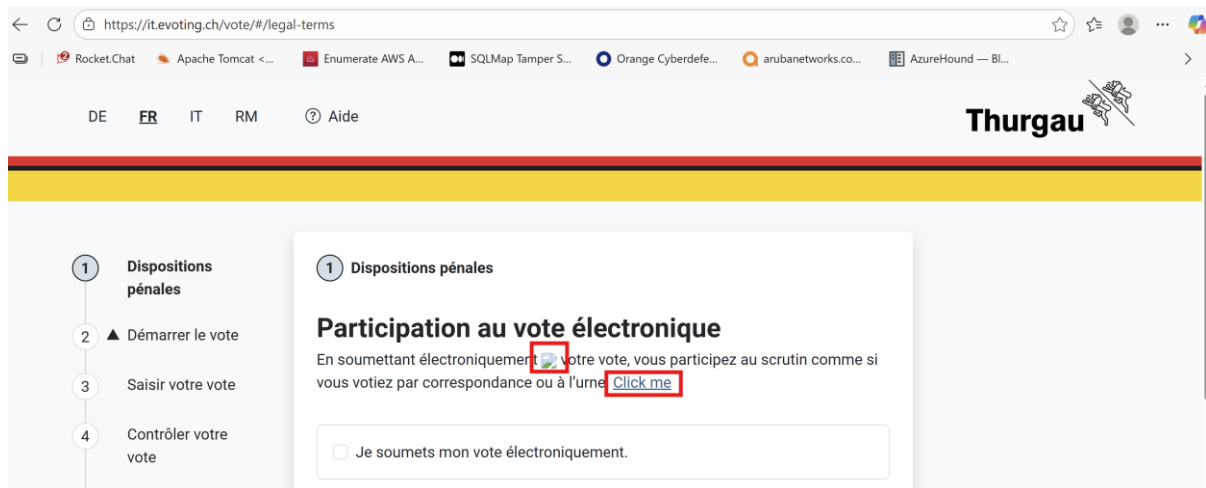 https://it.evoting.ch/vote/#/legal-terms
Rocket.Chat Apache Tomcat <... Enumerate AWS A... SQLMap Tamper S... Orange Cyberdefe... arubanetworks.co... AzureHound — Bl...
DE FR IT RM ? Aide
Thurgau
1 Dispositions
pénales
2 ▲ Démarrer le vote
3 Saisir votre vote
4 Contrôler votre
vote
1 Dispositions pénales
Participation au vote électronique
En soumettant électroniquement votre vote, vous participez au scrutin comme si
vous votiez par correspondance ou à l'urne Click me
Je soumets mon vote électroniquement.